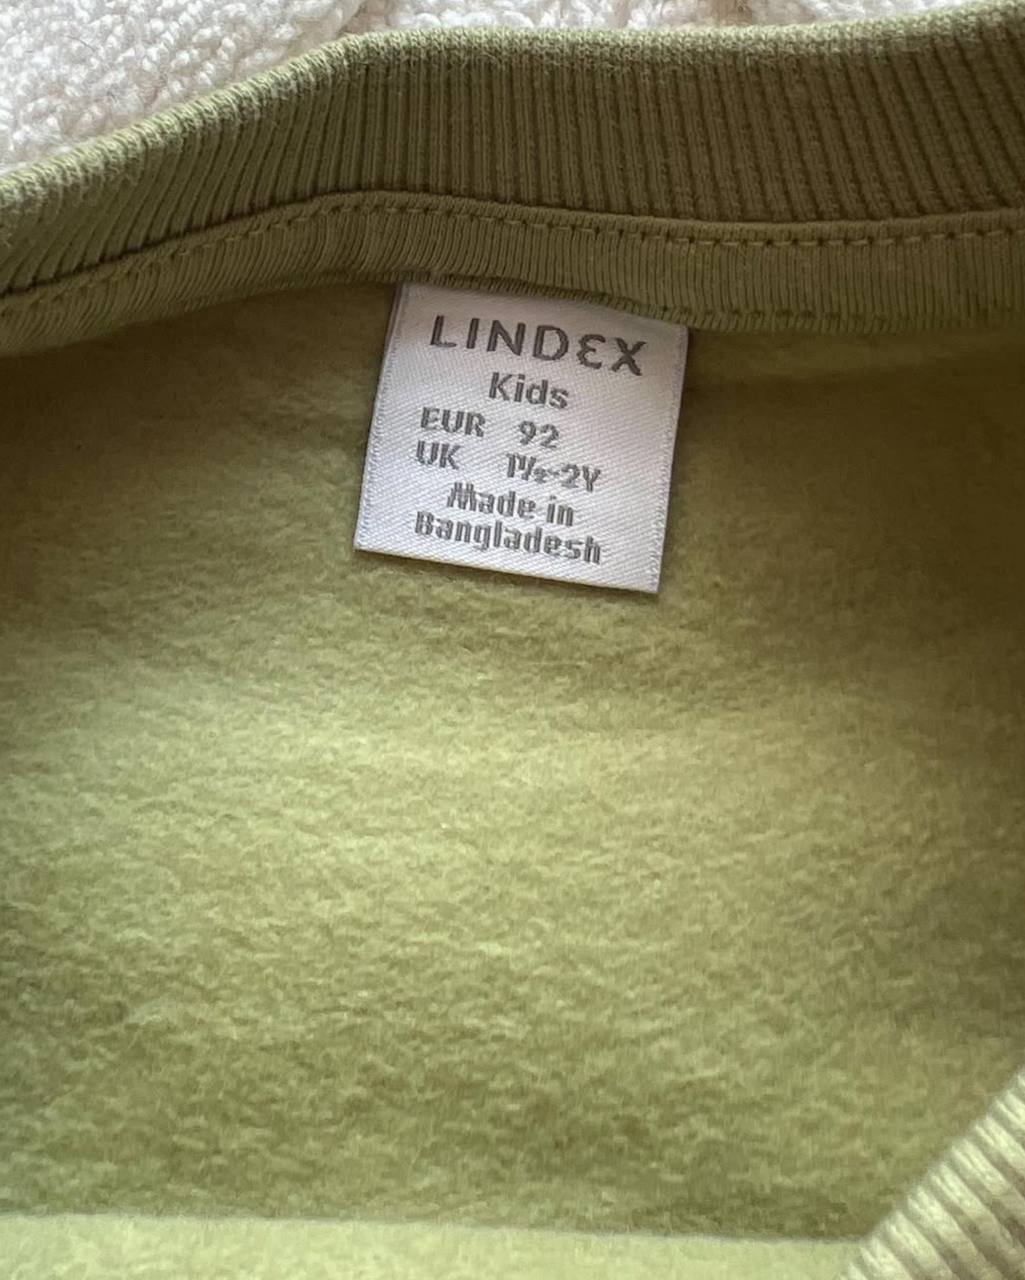 LINDEX
Kids
EUR 92
UK 1½-2Y
Made in
Bangladesh